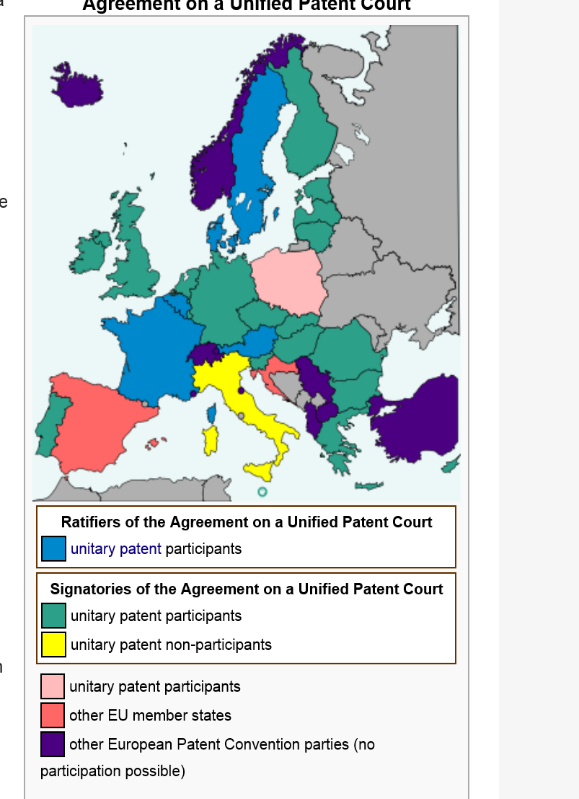 Agreement on a Unified Patent Court
e
Ratifiers of the Agreement on a Unified Patent Court
unitary patent participants
Signatories of the Agreement on a Unified Patent Court
unitary patent participants
unitary patent non-participants
unitary patent participants
other EU member states
other European Patent Convention parties (no
participation possible)